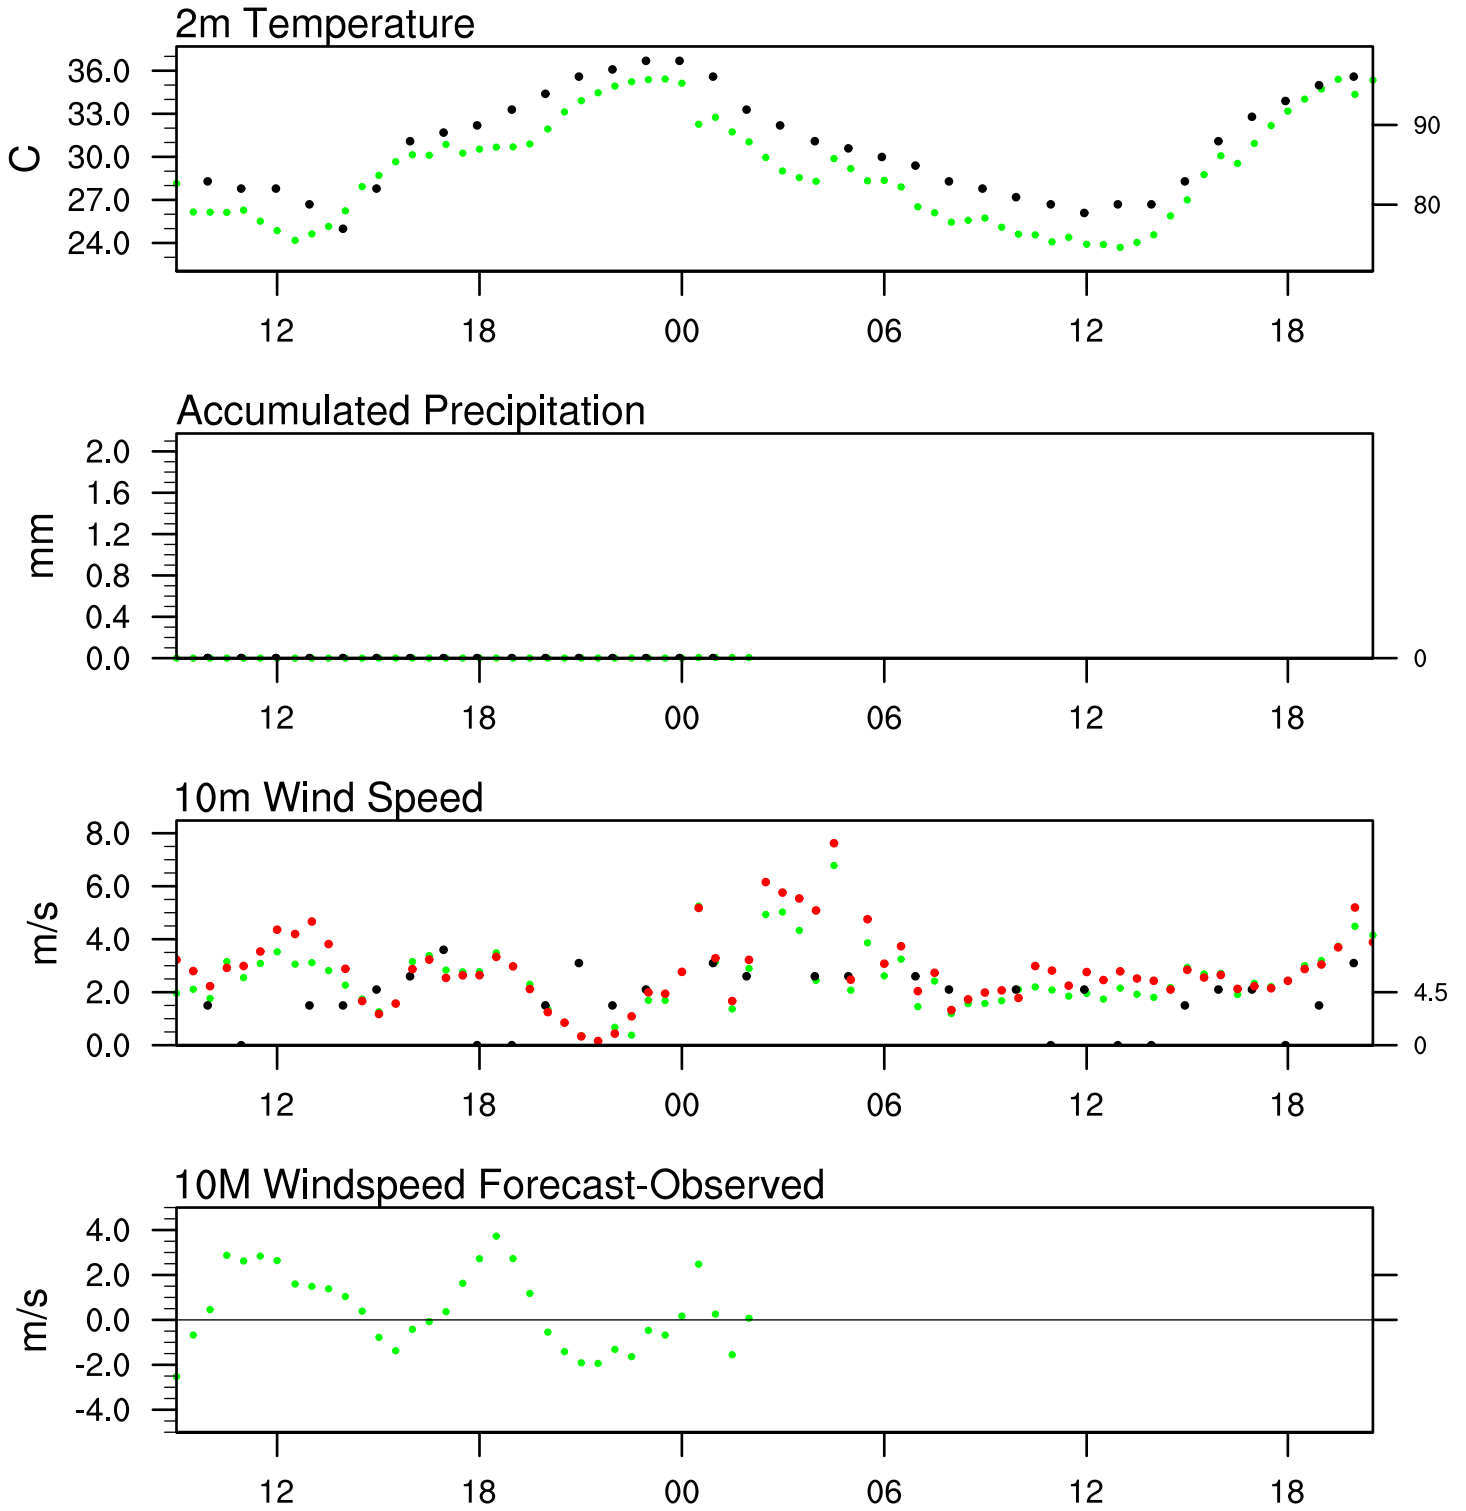 2m Temperature
36.0
33.0
90
30.0
C
27.0
80
24.0
12 18 00 06 12 18
Accumulated Precipitation
2.0
1.6
1.2
mm
0.8
0.4
0.0 0
12 18 00 06 12 18
10m Wind Speed
8.0
6.0
4.0
m/s
2.0 4.5
0.0 0
12 18 00 06 12 18
10M Windspeed Forecast-Observed
4.0
2.0
0.0
m/s
-2.0
-4.0
12 18 00 06 12 18